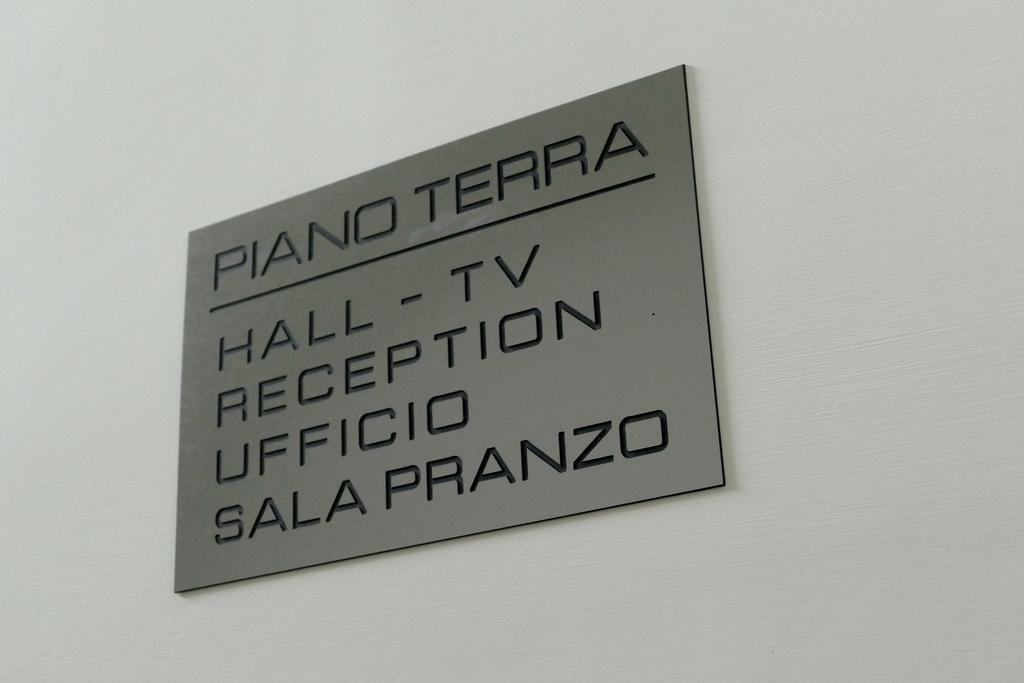 PIANO TERRA
HALL - TV
RECEPTION
UFFICIO
SALA PRANZO